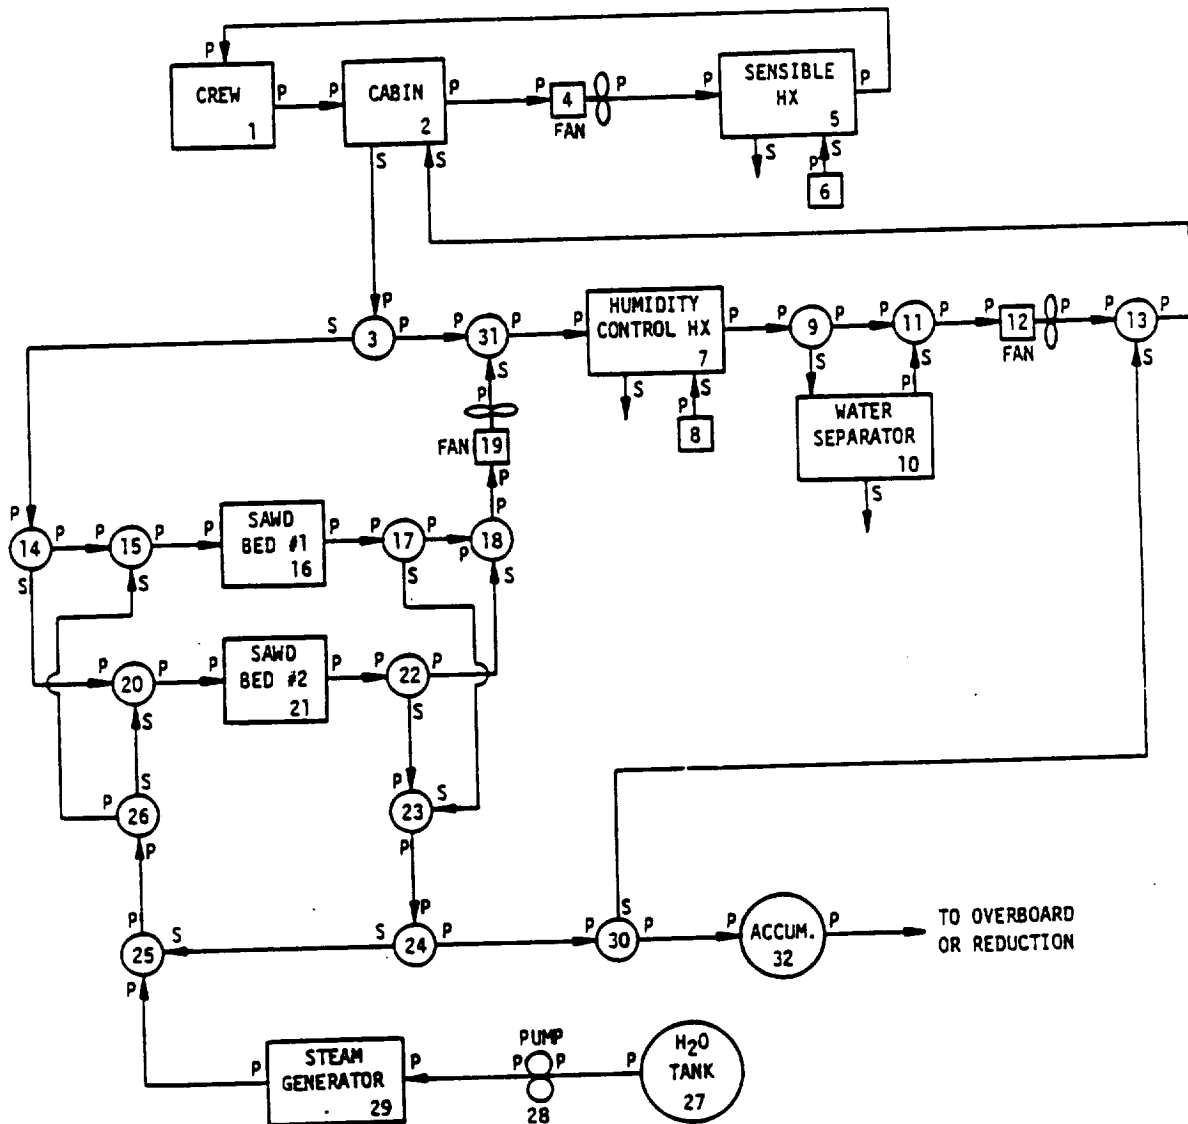 P
P
CREW
1
P
P
CABIN
2
P
S
S
P
4
FAN
P
P
SENSIBLE
HX
5
P
S
S
P
6
P
S
3
P
P
31
P
S
P
P
HUMIDITY
CONTROL HX
7
P
S
S
P
8
P
9
P
S
P
11
P
S
P
WATER
SEPARATOR
10
S
P
12
FAN
P
P
13
P
S
FAN
19
P
P
P
14
P
S
P
15
P
S
P
SAWD
BED #1
16
P
P
17
P
S
P
18
S
P
20
P
S
P
SAWD
BED #2
21
P
P
22
P
S
P
S
23
P
S
P
26
P
P
S
25
P
P
S
24
P
P
S
30
P
P
ACCUM.
32
P
TO OVERBOARD
OR REDUCTION
P
STEAM
GENERATOR
29
P
PUMP
P
P
28
P
H2O
TANK
27